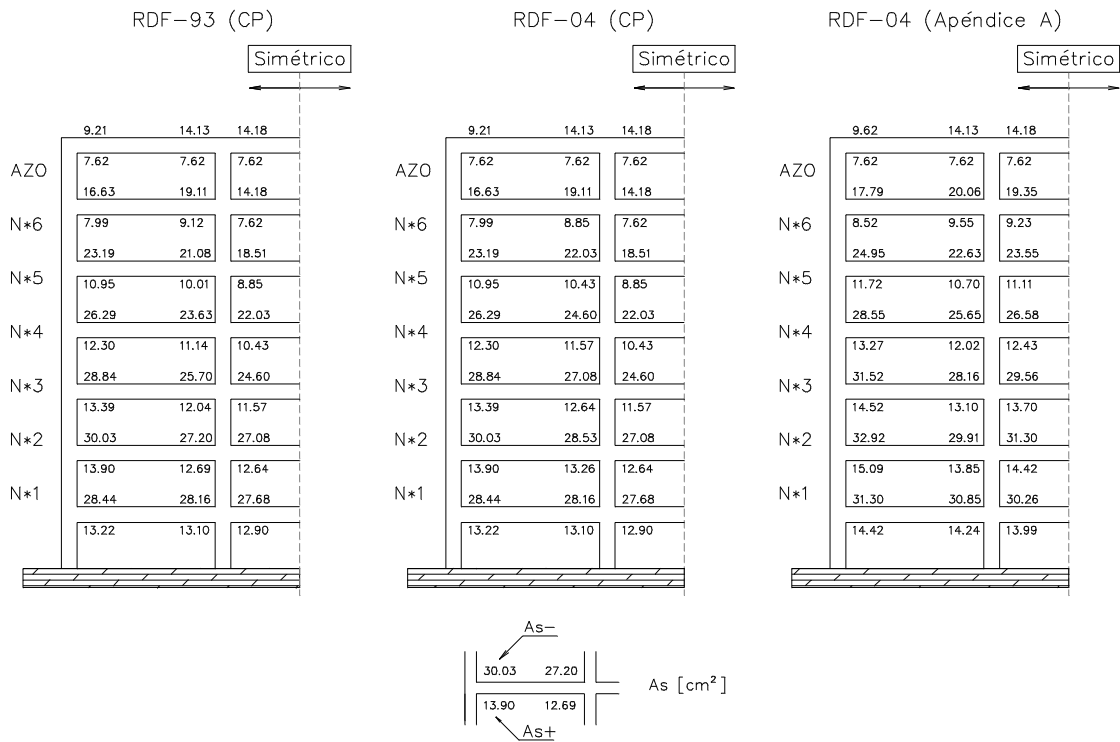 RDF-93 (CP) RDF-04 (CP) RDF-04 (Apéndice A)
Simétrico Simétrico Simétrico
9.21 14.13 14.18 9.21 14.13 14.18 9.62 14.13 14.18
AZO 7.62 7.62 7.62 AZO 7.62 7.62 7.62 AZO 7.62 7.62 7.62
16.63 19.11 14.18 16.63 19.11 14.18 17.79 20.06 19.35
N*6 7.99 9.12 7.62 N*6 7.99 8.85 7.62 N*6 8.52 9.55 9.23
23.19 21.08 18.51 23.19 22.03 18.51 24.95 22.63 23.55
N*5 10.95 10.01 8.85 N*5 10.95 10.43 8.85 N*5 11.72 10.70 11.11
26.29 23.63 22.03 26.29 24.60 22.03 28.55 25.65 26.58
N*4 12.30 11.14 10.43 N*4 12.30 11.57 10.43 N*4 13.27 12.02 12.43
28.84 25.70 24.60 28.84 27.08 24.60 31.52 28.16 29.56
N*3 13.39 12.04 11.57 N*3 13.39 12.64 11.57 N*3 14.52 13.10 13.70
30.03 27.20 27.08 30.03 28.53 27.08 32.92 29.91 31.30
N*2 13.90 12.69 12.64 N*2 13.90 13.26 12.64 N*2 15.09 13.85 14.42
28.44 28.16 27.68 28.44 28.16 27.68 31.30 30.85 30.26
N*1 13.22 13.10 12.90 N*1 13.22 13.10 12.90 N*1 14.42 14.24 13.99
As-
30.03 27.20
As [cm²]
13.90 12.69
As+